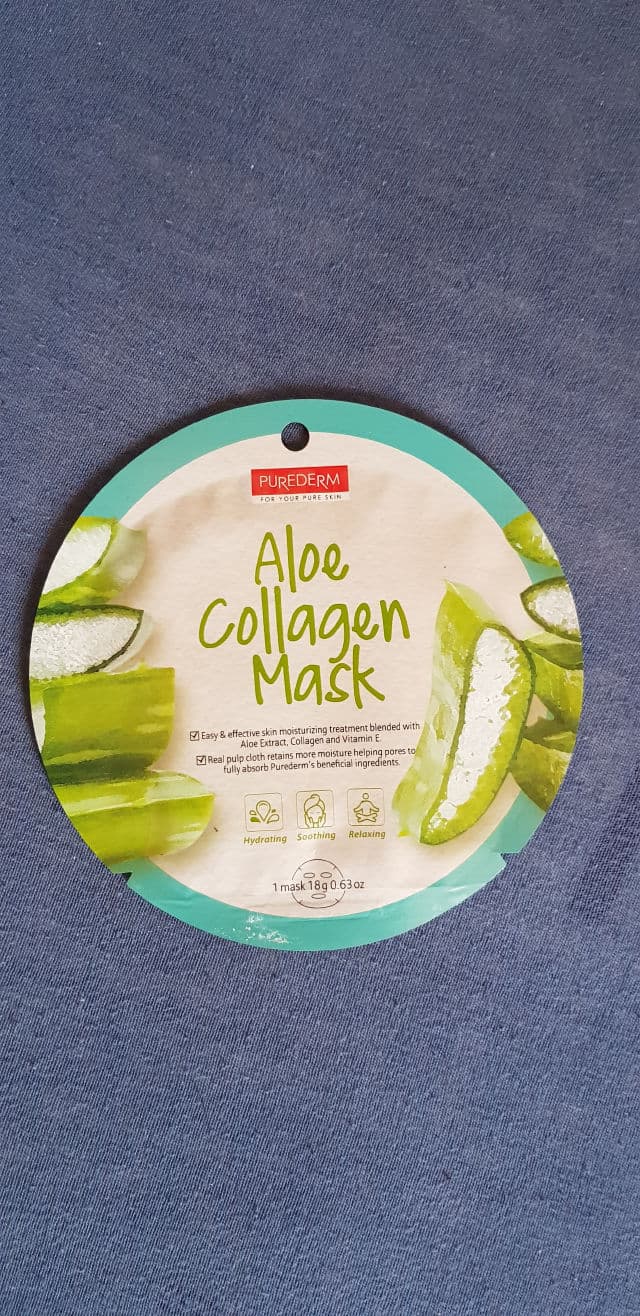 PUREDERM
FOR YOUR PURE SKIN
Aloe
Collagen
Mask
☑ Easy & effective skin moisturizing treatment blended with
Aloe Extract, Collagen and Vitamin E.
☑ Real pulp cloth retains more moisture helping pores to
fully absorb Purederm's beneficial ingredients.
Hydrating Soothing Relaxing
1 mask 18g 0.63oz